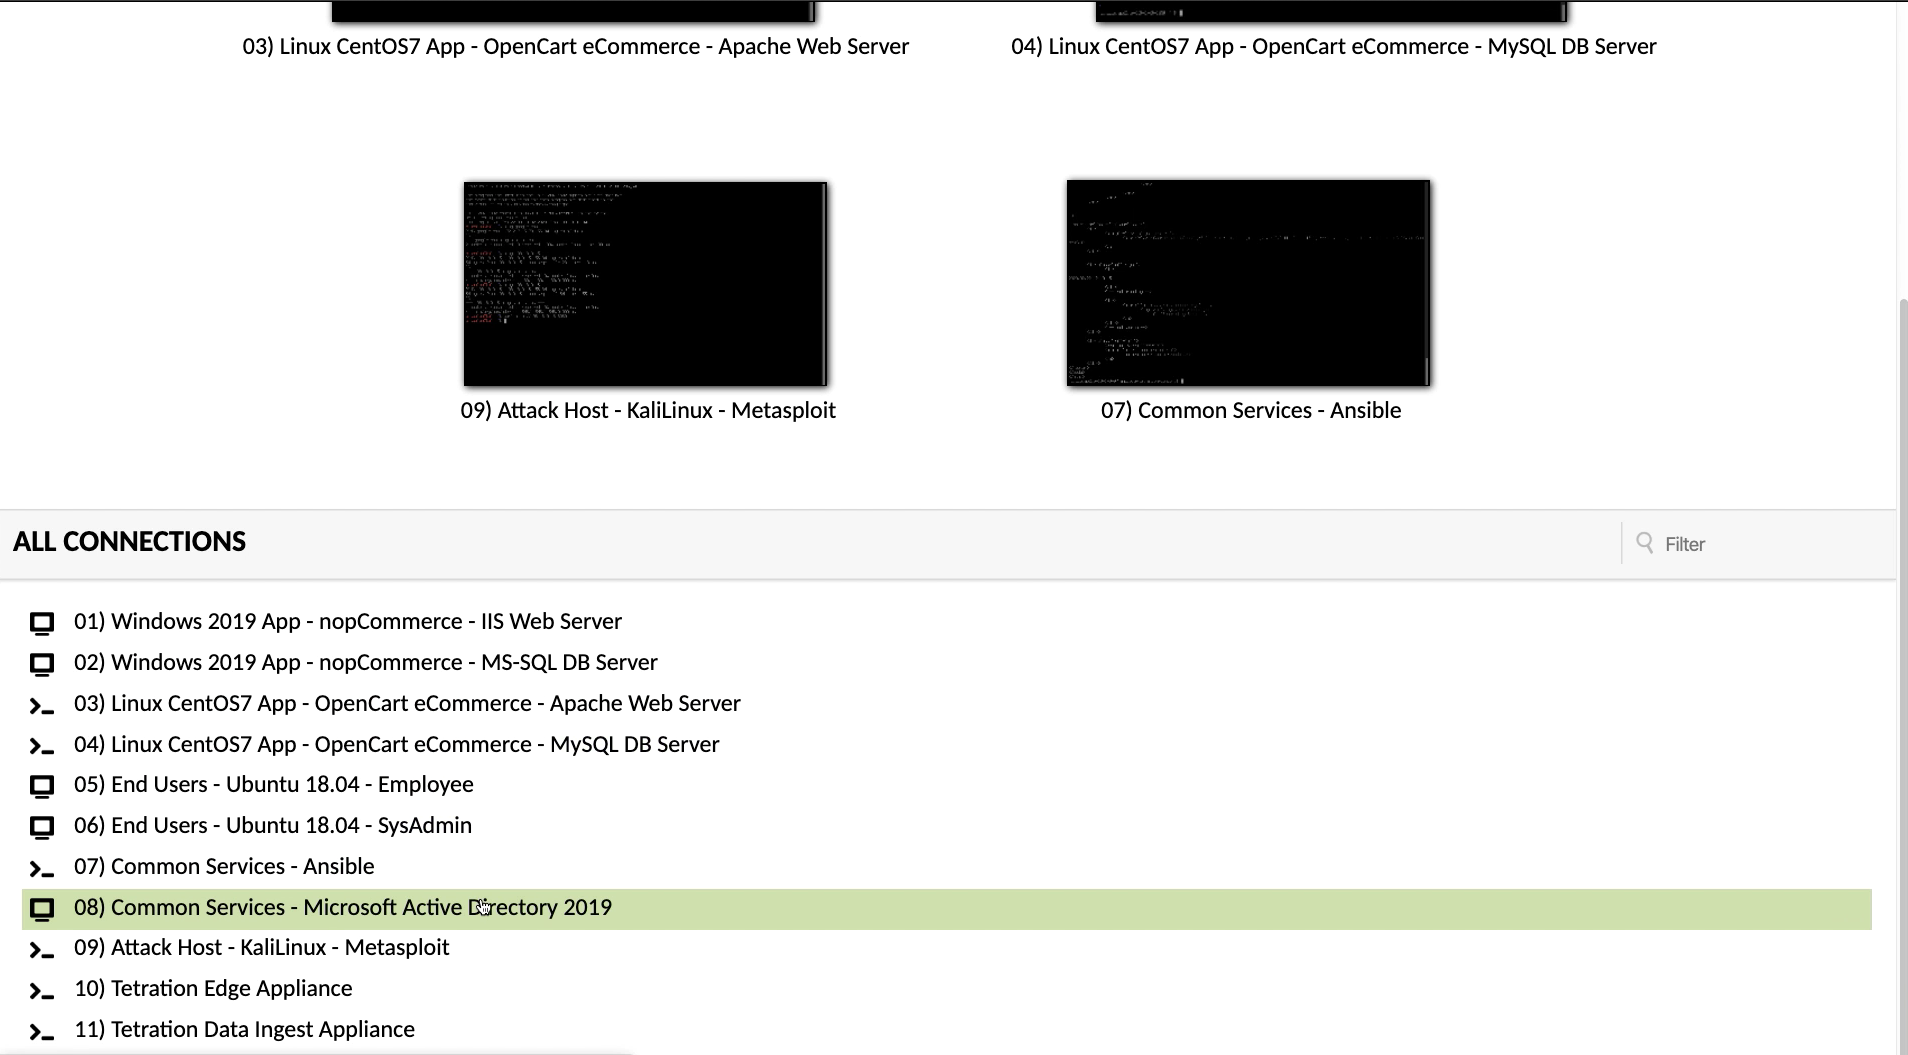 03) Linux CentOS7 App - OpenCart eCommerce - Apache Web Server
04) Linux CentOS7 App - OpenCart eCommerce - MySQL DB Server
09) Attack Host - KaliLinux - Metasploit
07) Common Services - Ansible
ALL CONNECTIONS
Filter
01) Windows 2019 App - nopCommerce - IIS Web Server
02) Windows 2019 App - nopCommerce - MS-SQL DB Server
03) Linux CentOS7 App - OpenCart eCommerce - Apache Web Server
04) Linux CentOS7 App - OpenCart eCommerce - MySQL DB Server
05) End Users - Ubuntu 18.04 - Employee
06) End Users - Ubuntu 18.04 - SysAdmin
07) Common Services - Ansible
08) Common Services - Microsoft Active Directory 2019
09) Attack Host - KaliLinux - Metasploit
10) Tetration Edge Appliance
11) Tetration Data Ingest Appliance